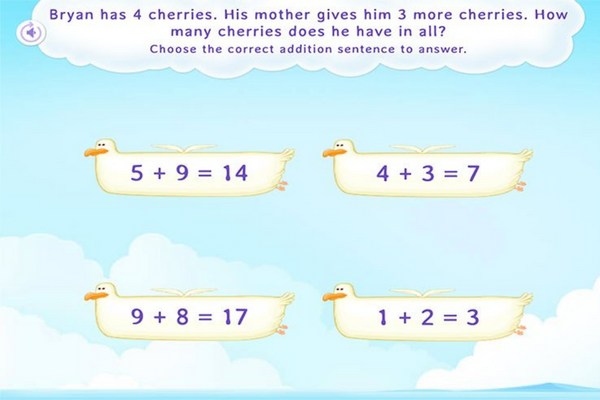 Bryan has 4 cherries. His mother gives him 3 more cherries. How
many cherries does he have in all?
Choose the correct addition sentence to answer.
5 + 9 = 14
4 + 3 = 7
9 + 8 = 17
1 + 2 = 3